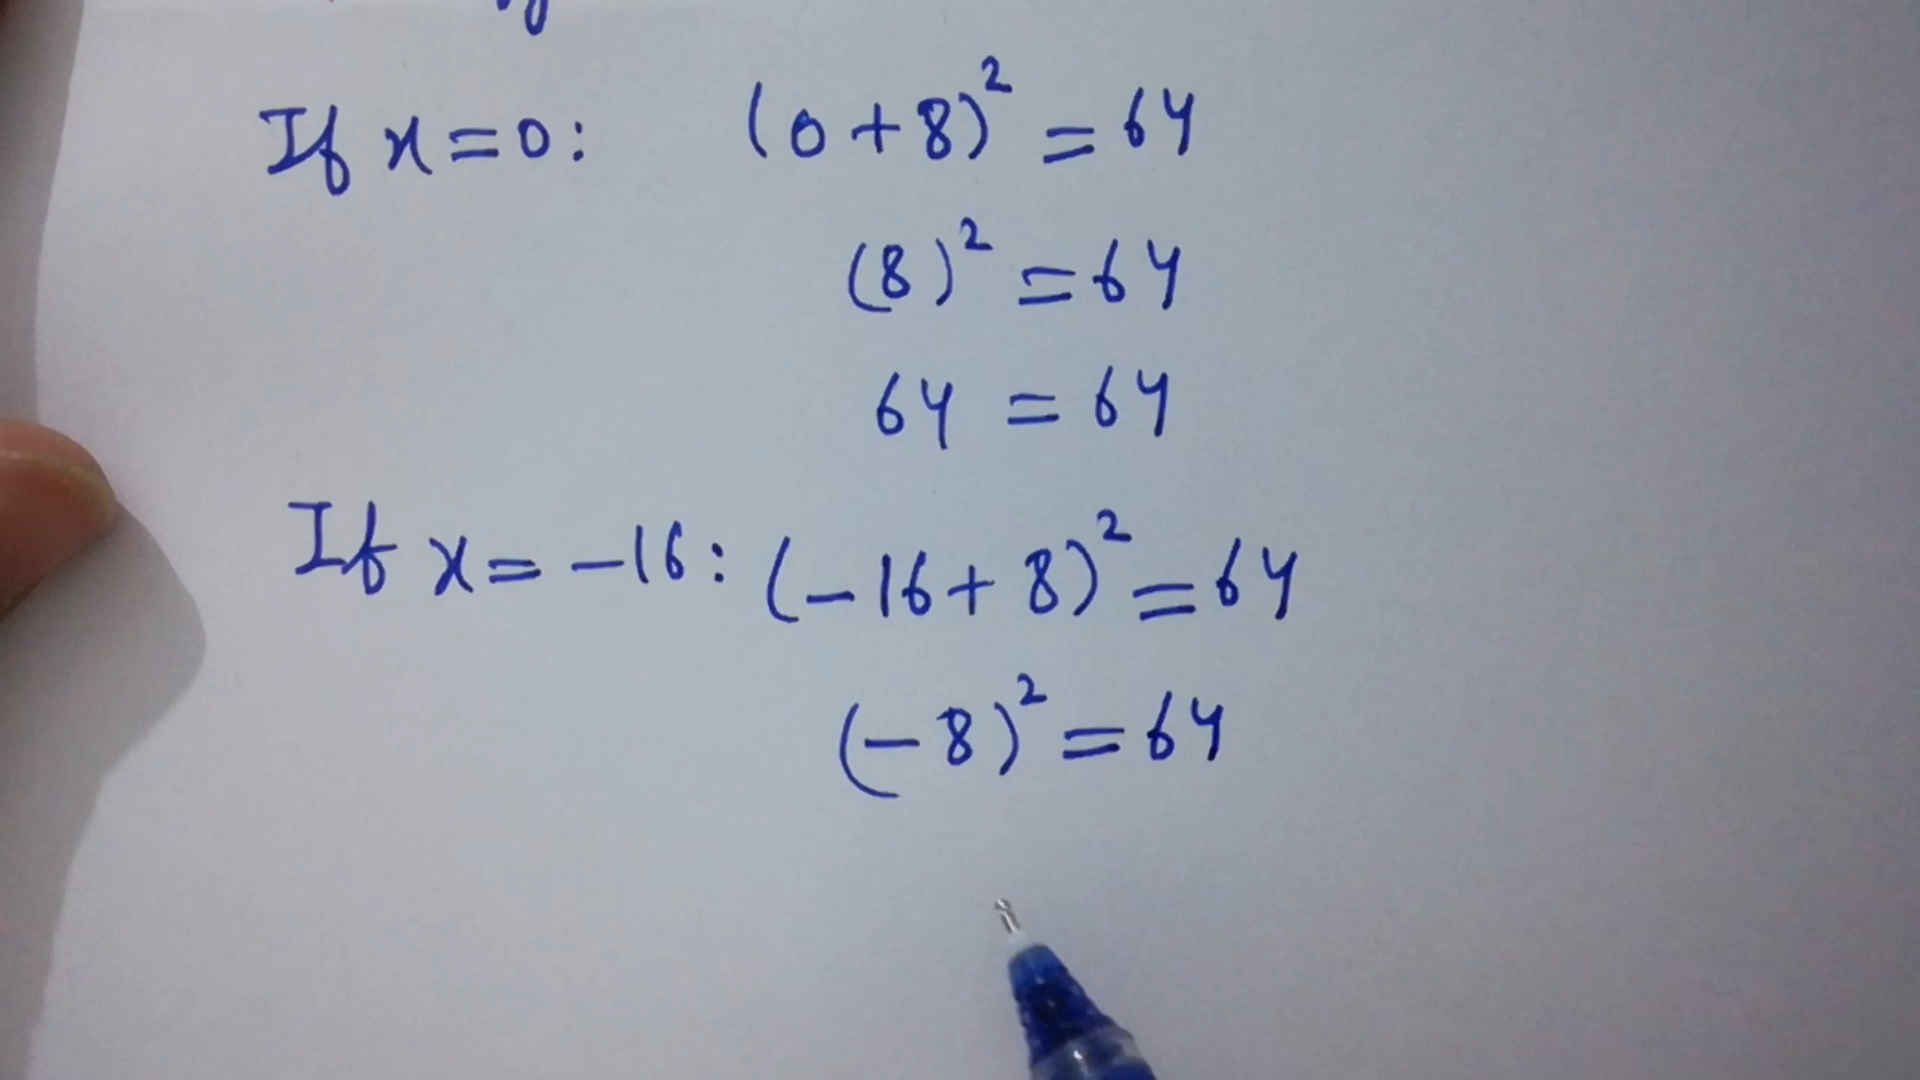 If x=0: (0+8)² = 64
(8)² = 64
64 = 64
If x= -16: (-16+8)² = 64
(-8)² = 64